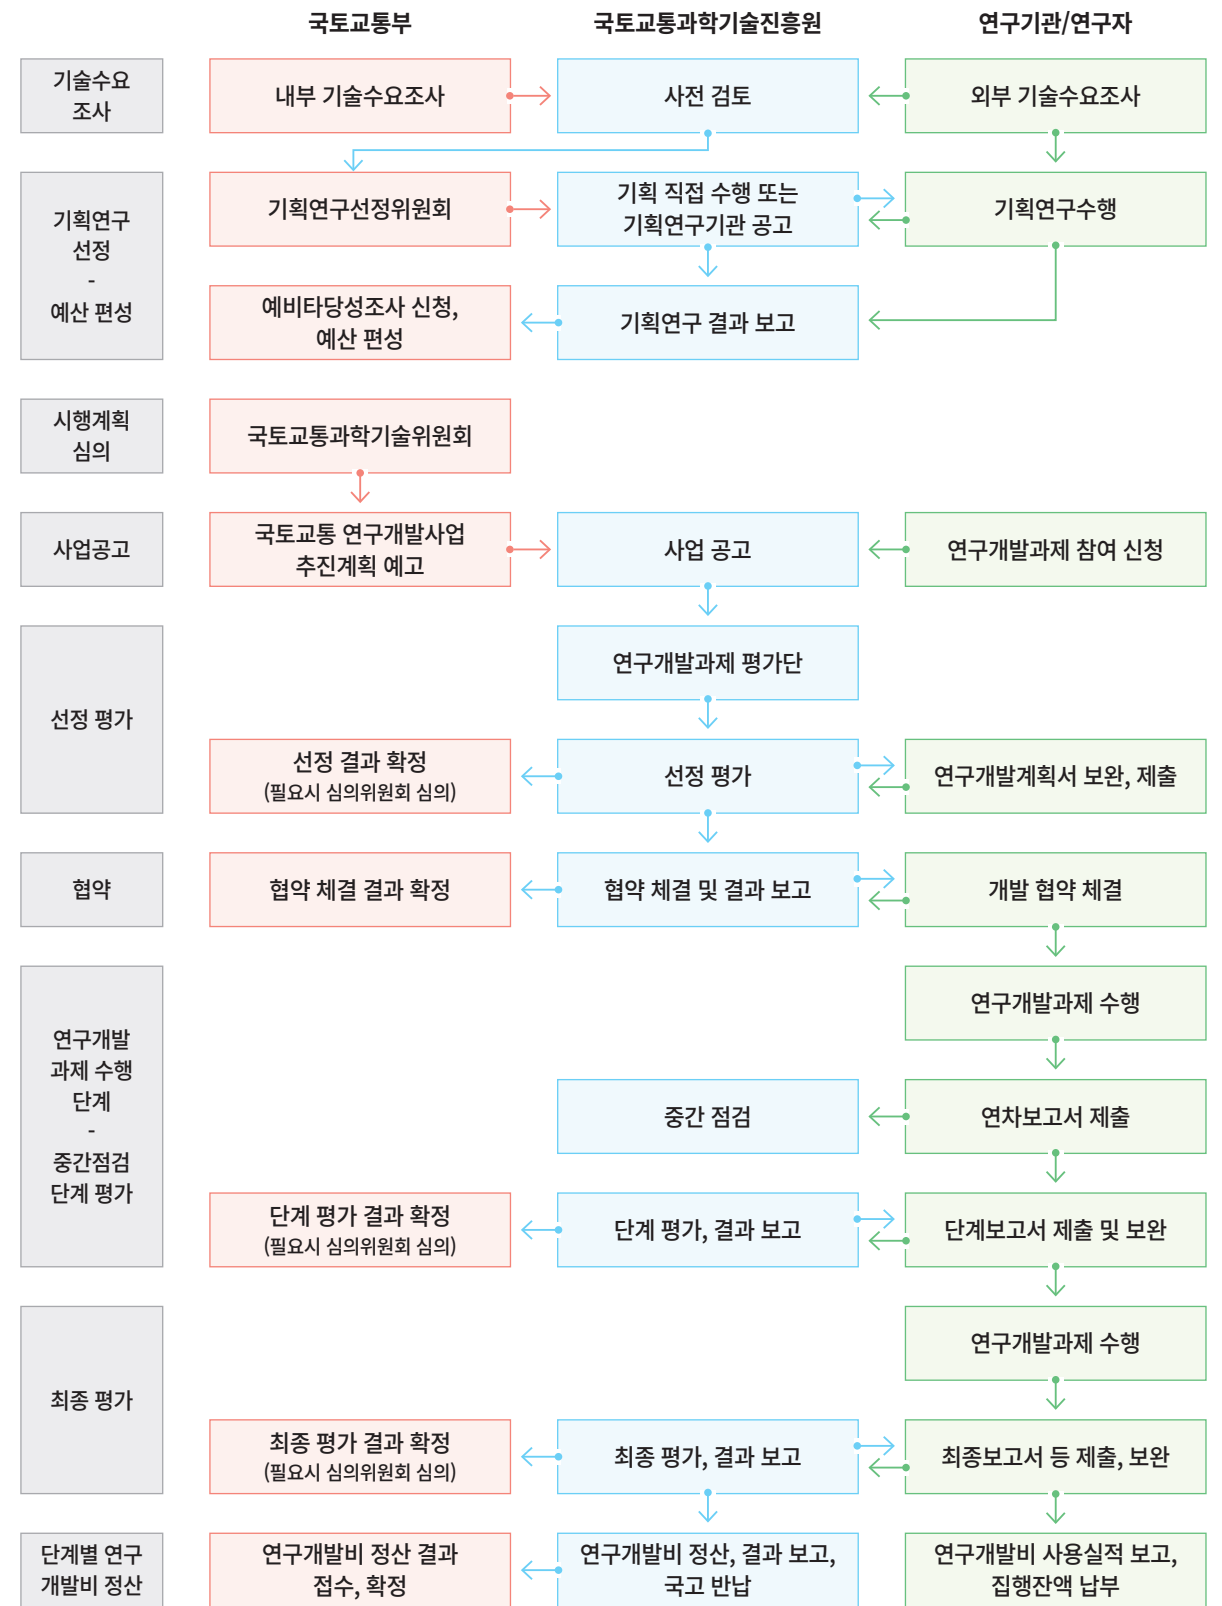 국토교통부
국토교통과학기술진흥원
연구기관/연구자
기술수요
조사
내부 기술수요조사
사전 검토
외부 기술수요조사
기획연구
선정
-
예산 편성
기획연구선정위원회
기획 직접 수행 또는
기획연구기관 공고
기획연구수행
예비타당성조사 신청,
예산 편성
기획연구 결과 보고
시행계획
심의
국토교통과학기술위원회
사업공고
국토교통 연구개발사업
추진계획 예고
사업 공고
연구개발과제 참여 신청
선정 평가
연구개발과제 평가단
선정 결과 확정
(필요시 심의위원회 심의)
선정 평가
연구개발계획서 보완, 제출
협약
협약 체결 결과 확정
협약 체결 및 결과 보고
개발 협약 체결
연구개발
과제 수행
단계
-
중간점검
단계 평가
연구개발과제 수행
중간 점검
연차보고서 제출
단계 평가 결과 확정
(필요시 심의위원회 심의)
단계 평가, 결과 보고
단계보고서 제출 및 보완
최종 평가
연구개발과제 수행
최종 평가 결과 확정
(필요시 심의위원회 심의)
최종 평가, 결과 보고
최종보고서 등 제출, 보완
단계별 연구
개발비 정산
연구개발비 정산 결과
접수, 확정
연구개발비 정산, 결과 보고,
국고 반납
연구개발비 사용실적 보고,
집행잔액 납부